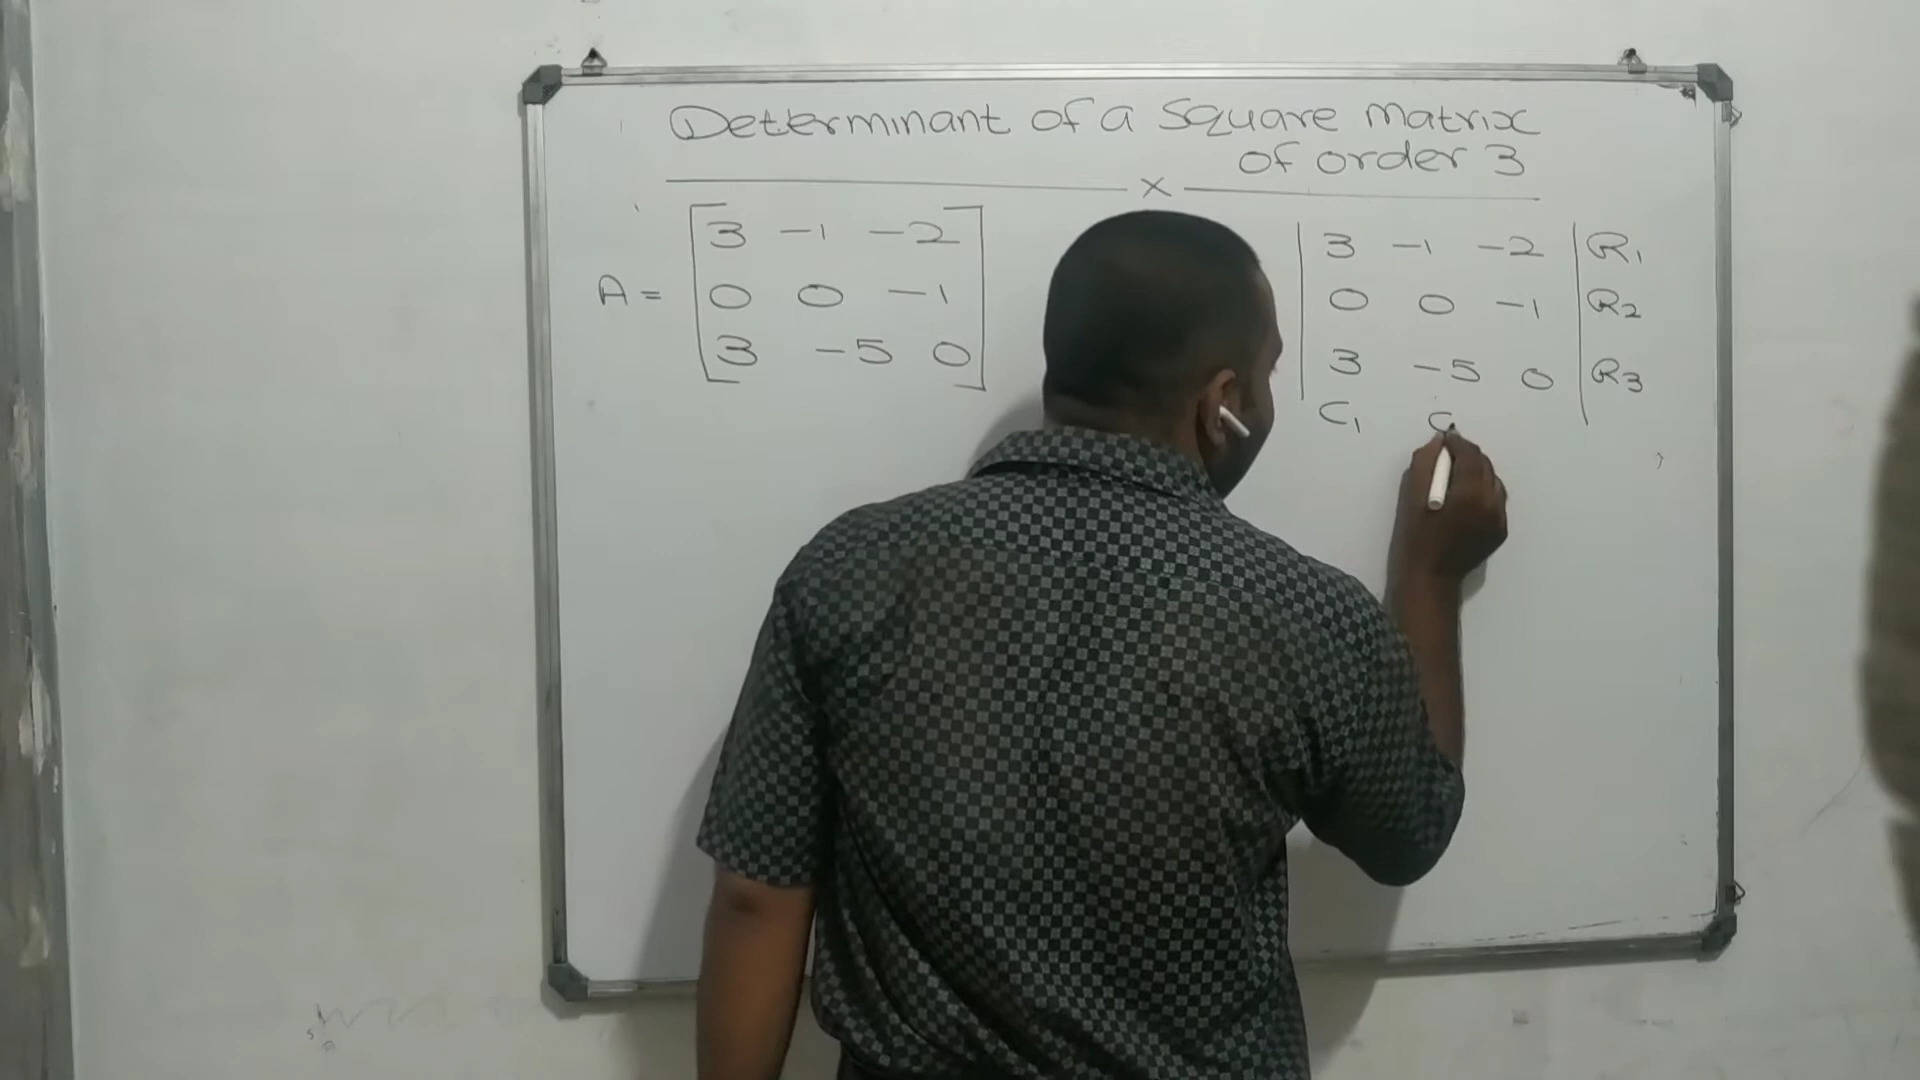 Determinant of a Square Matrix
of order 3
x
A = [3 -1 -2]
[0 0 -1]
[3 -5 0]
|3 -1 -2| R1
|0 0 -1| R2
|3 -5 0| R3
C1 C